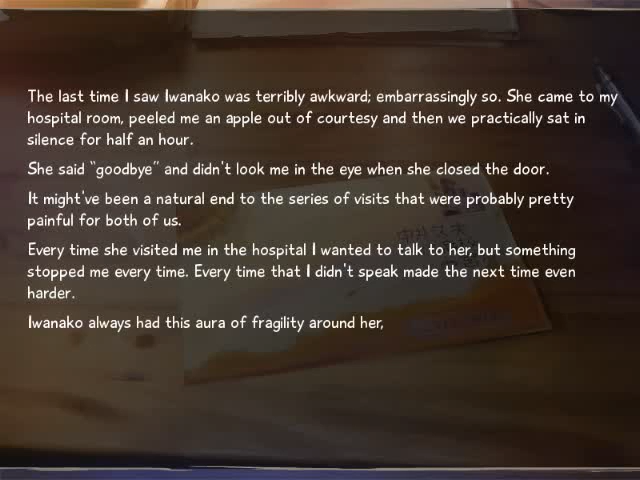 The last time I saw Iwanako was terribly awkward; embarrassingly so. She came to my
hospital room, peeled me an apple out of courtesy and then we practically sat in
silence for half an hour.
She said “goodbye” and didn't look me in the eye when she closed the door.
It might've been a natural end to the series of visits that were probably pretty
painful for both of us.
Every time she visited me in the hospital I wanted to talk to her, but something
stopped me every time. Every time that I didn't speak made the next time even
harder.
Iwanako always had this aura of fragility around her,